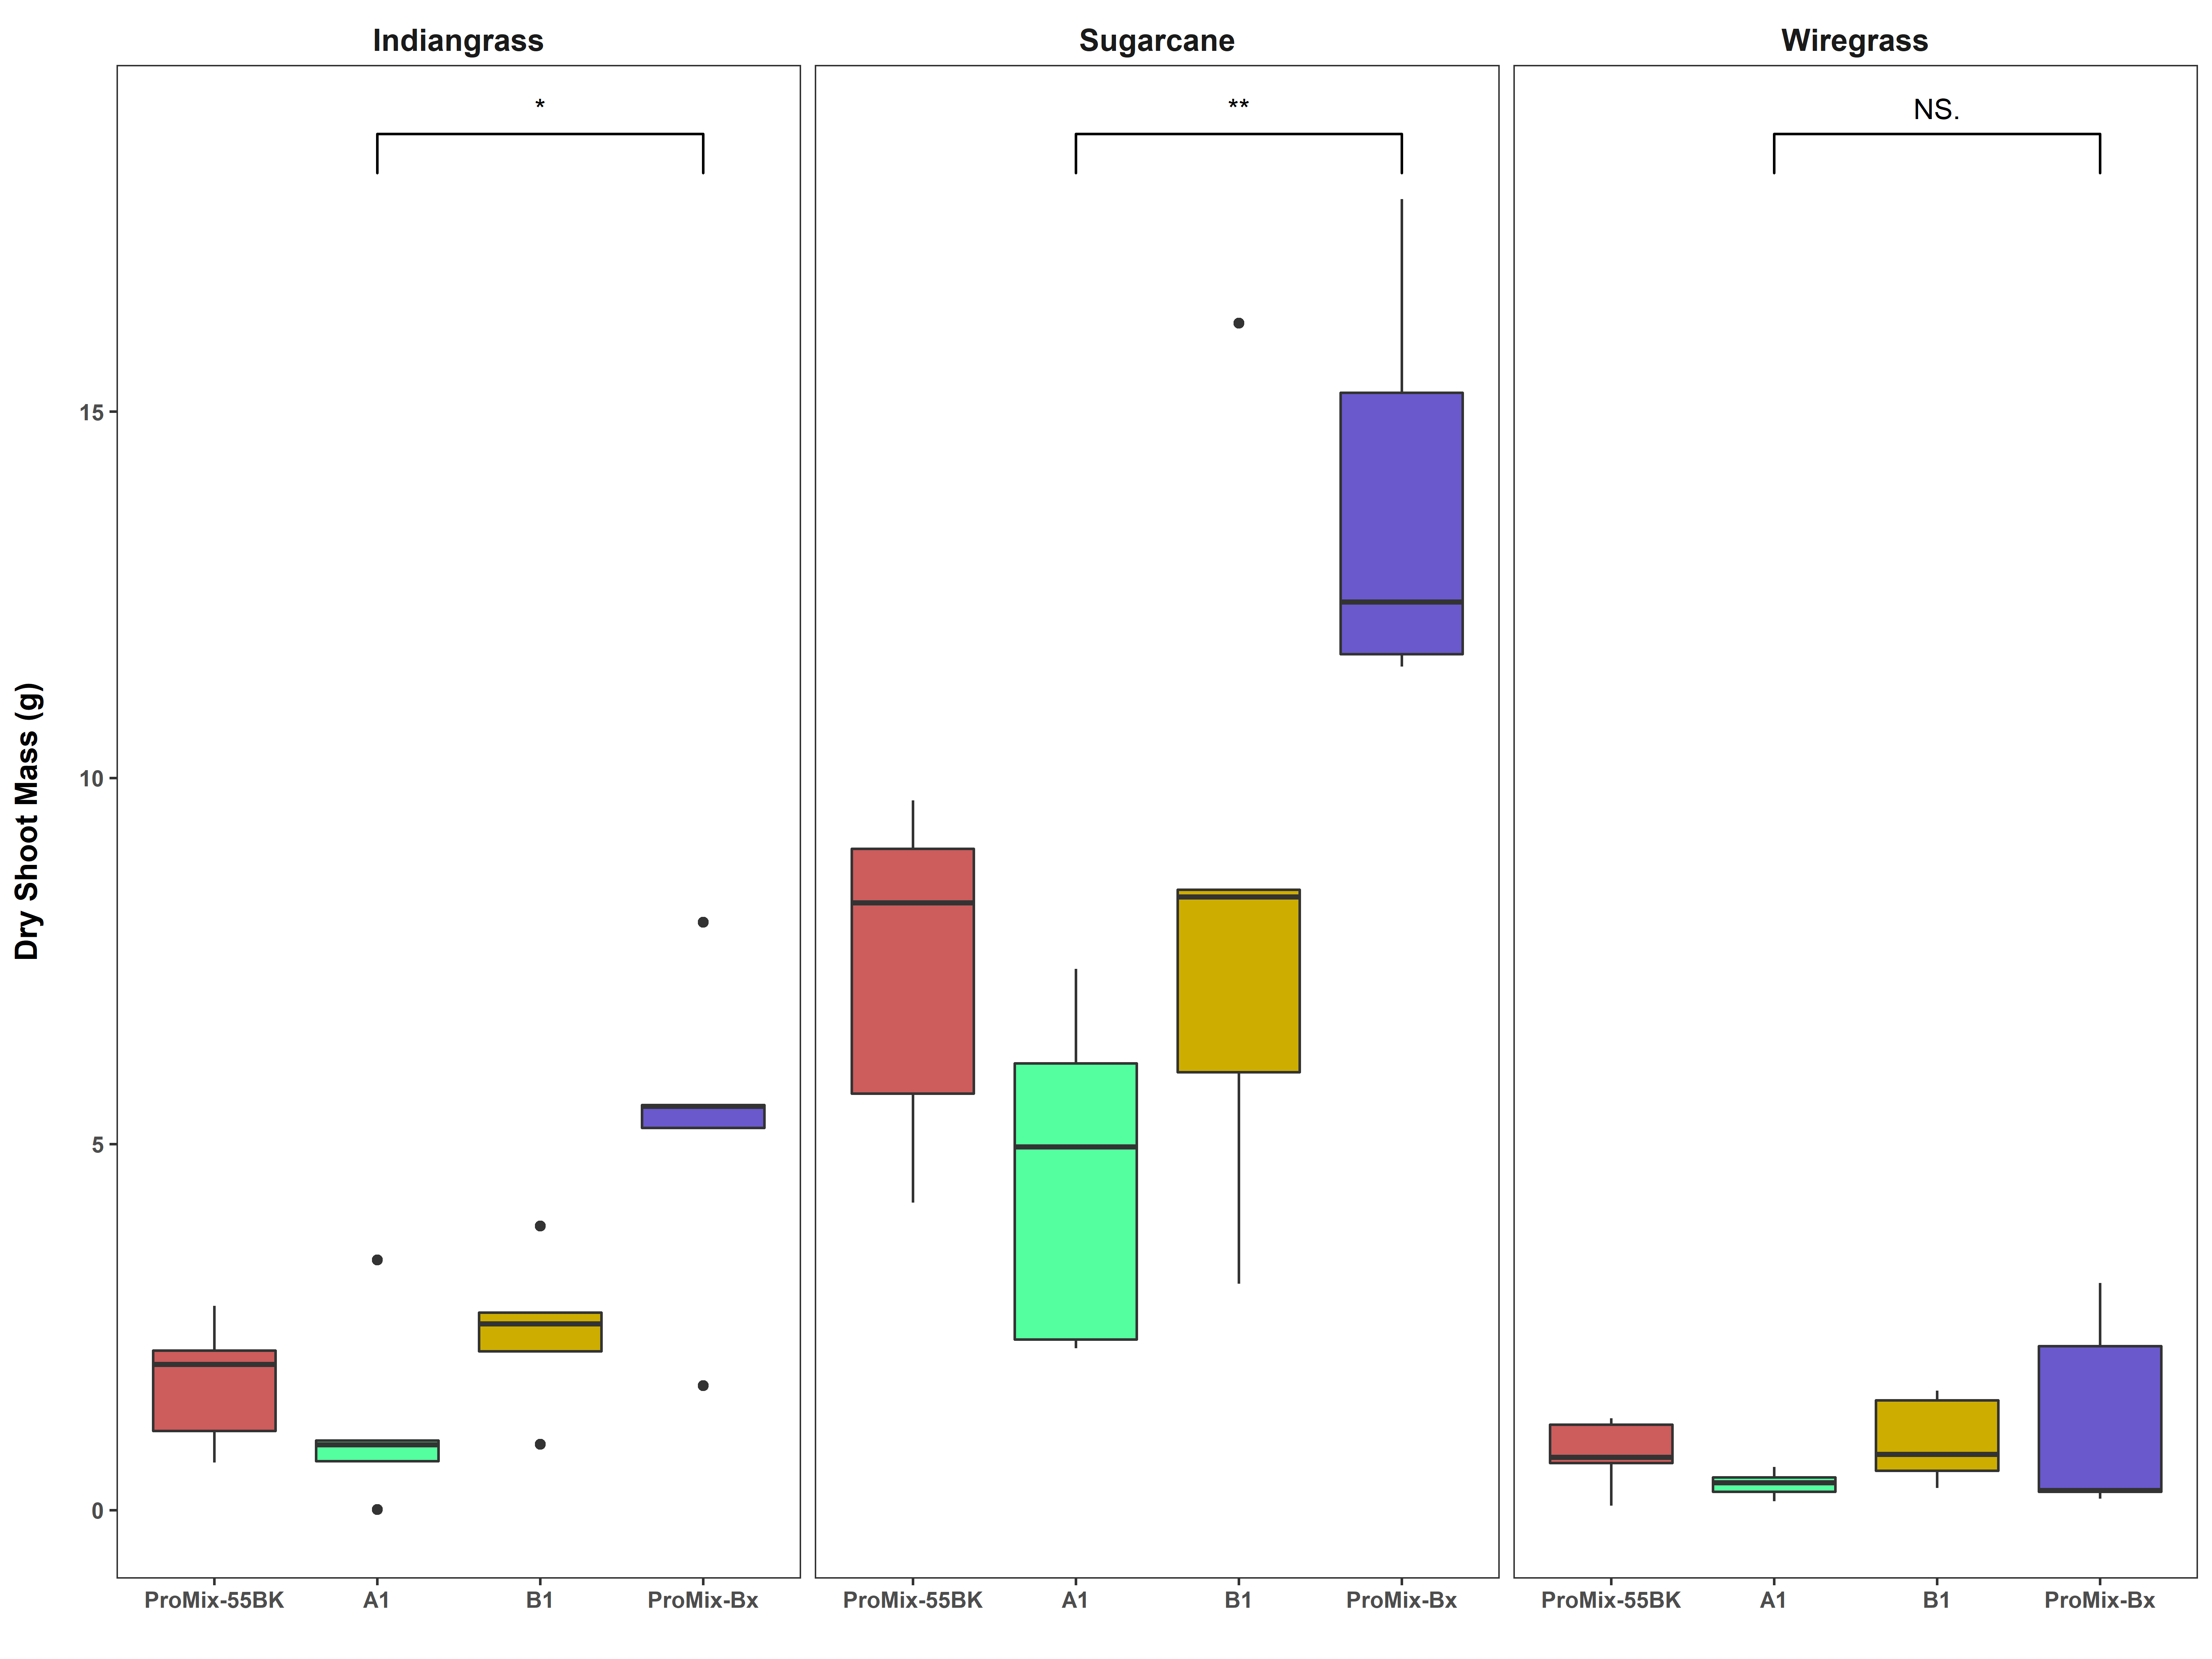 Indiangrass Sugarcane Wiregrass
* ** NS.
15
10
5
0
Dry Shoot Mass (g)
ProMix-55BK A1 B1 ProMix-Bx ProMix-55BK A1 B1 ProMix-Bx ProMix-55BK A1 B1 ProMix-Bx